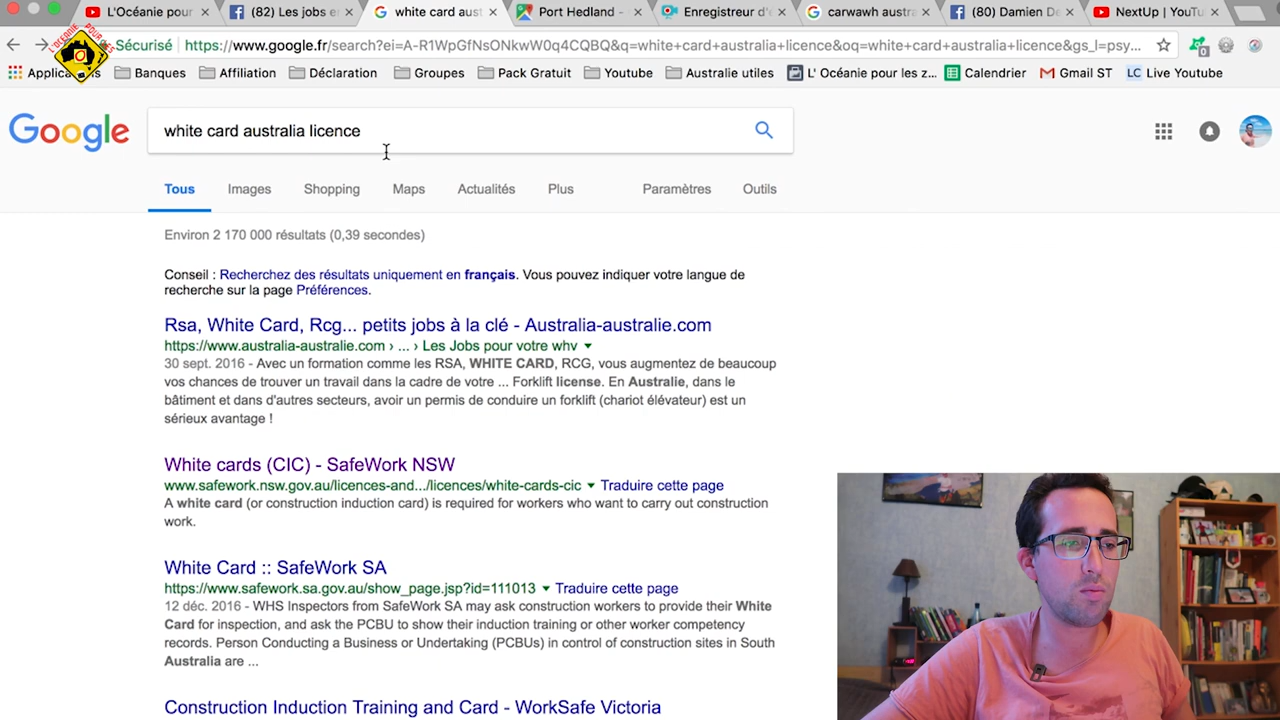 L'Océanie pour
(82) Les jobs e
white card aust
Port Hedland -
Enregistreur d'
carwawh austra
(80) Damien De
NextUp | YouTu
L'OCÉANIE POUR
Sécurisé
https://www.google.fr/search?ei=A-R1WpGfNsONkwW0q4CQBQ&q=white+card+australia+licence&oq=white+card+australia+licence&gs_l=psy...
Banques
Affiliation
Déclaration
Groupes
Pack Gratuit
Youtube
Australie utiles
L' Océanie pour les z...
Calendrier
Gmail ST
LC Live Youtube
Google
white card australia licence
Tous Images Shopping Maps Actualités Plus Paramètres Outils
Environ 2 170 000 résultats (0,39 secondes)
Conseil : Recherchez des résultats uniquement en français. Vous pouvez indiquer votre langue de
recherche sur la page Préférences.
Rsa, White Card, Rcg... petits jobs à la clé - Australia-australie.com
https://www.australia-australie.com › ... › Les Jobs pour votre whv
30 sept. 2016 - Avec un formation comme les RSA, WHITE CARD, RCG, vous augmentez de beaucoup
vos chances de trouver un travail dans la cadre de votre ... Forklift license. En Australie, dans le
bâtiment et dans d'autres secteurs, avoir un permis de conduire un forklift (chariot élévateur) est un
sérieux avantage !
White cards (CIC) - SafeWork NSW
www.safework.nsw.gov.au/licences-and.../licences/white-cards-cic Traduire cette page
A white card (or construction induction card) is required for workers who want to carry out construction
work.
White Card :: SafeWork SA
https://www.safework.sa.gov.au/show_page.jsp?id=111013 Traduire cette page
12 déc. 2016 - WHS Inspectors from SafeWork SA may ask construction workers to provide their White
Card for inspection, and ask the PCBU to show their induction training or other worker competency
records. Person Conducting a Business or Undertaking (PCBUs) in control of construction sites in South
Australia are ...
Construction Induction Training and Card - WorkSafe Victoria